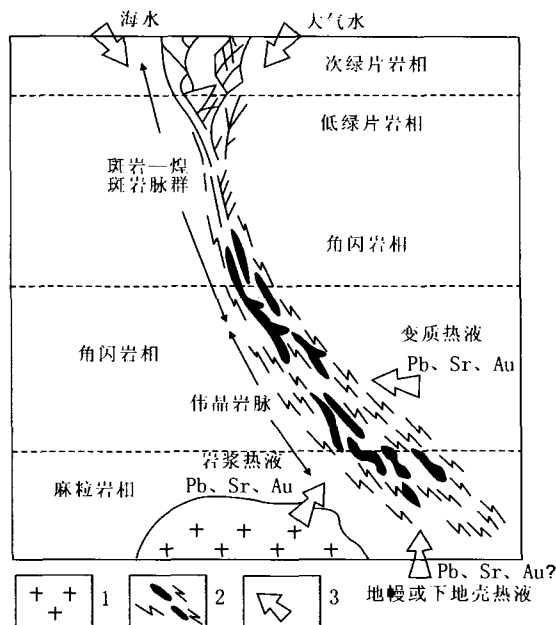 海水
大气水
次绿片岩相
低绿片岩相
斑岩—煌
斑岩脉群
角闪岩相
角闪岩相
变质热液
Pb、Sr、Au
伟晶岩脉
岩浆热液
Pb、Sr、Au
麻粒岩相
Pb、Sr、Au?
地幔或下地壳热液
1
2
3